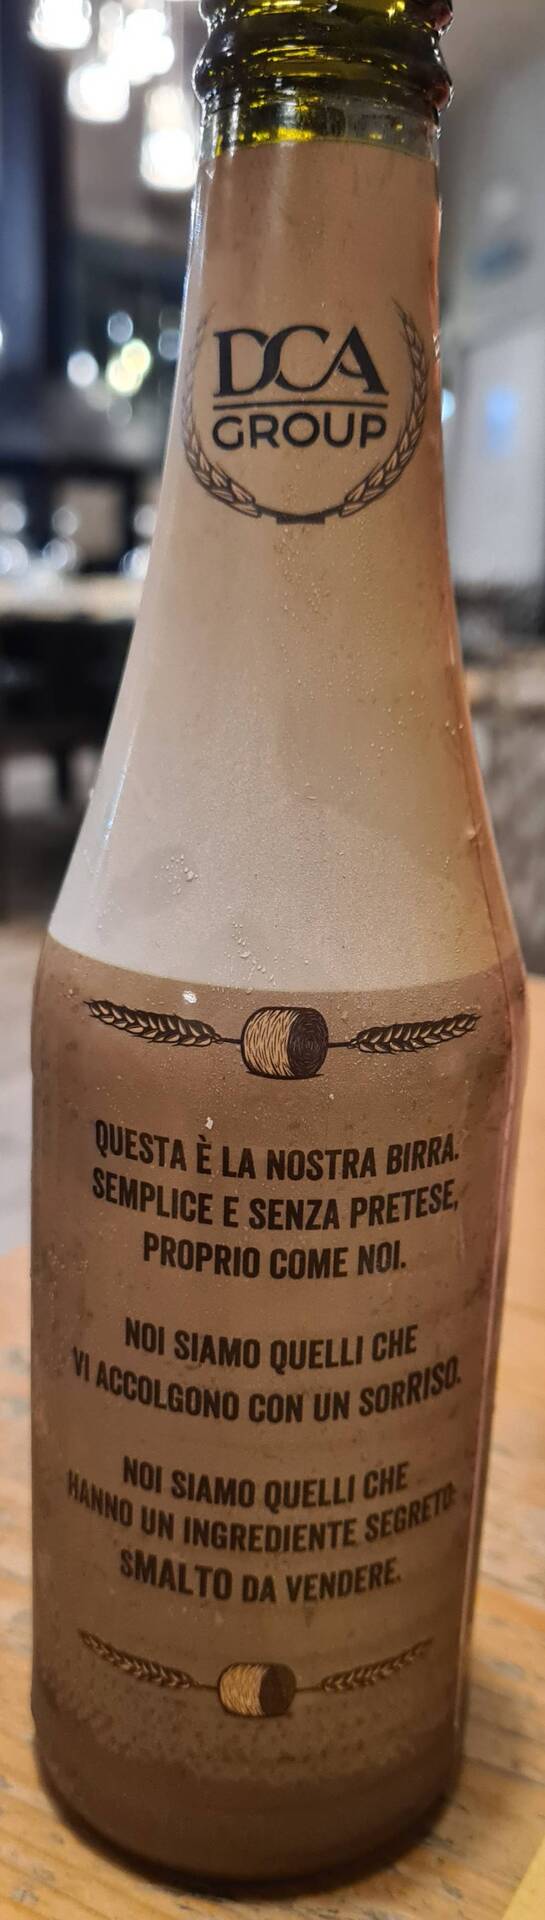 DCA
GROUP
QUESTA È LA NOSTRA BIRRA.
SEMPLICE E SENZA PRETESE,
PROPRIO COME NOI.
NOI SIAMO QUELLI CHE
VI ACCOLGONO CON UN SORRISO.
NOI SIAMO QUELLI CHE
HANNO UN INGREDIENTE SEGRETO:
SMALTO DA VENDERE.